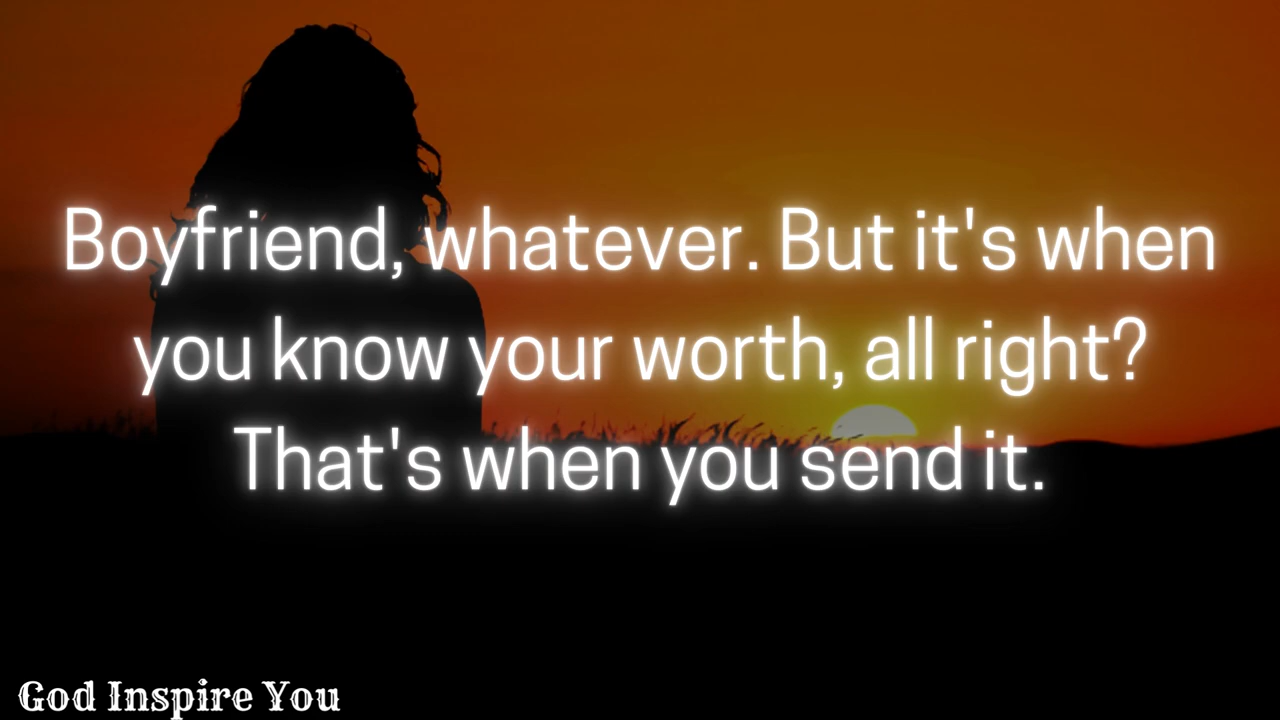 Boyfriend, whatever. But it's when
you know your worth, all right?
That's when you send it.
God Inspire You